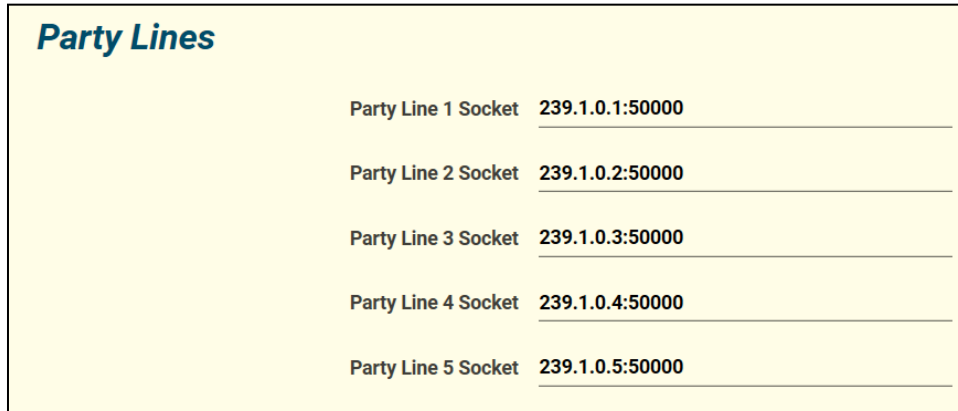 Party Lines
Party Line 1 Socket 239.1.0.1:50000
Party Line 2 Socket 239.1.0.2:50000
Party Line 3 Socket 239.1.0.3:50000
Party Line 4 Socket 239.1.0.4:50000
Party Line 5 Socket 239.1.0.5:50000